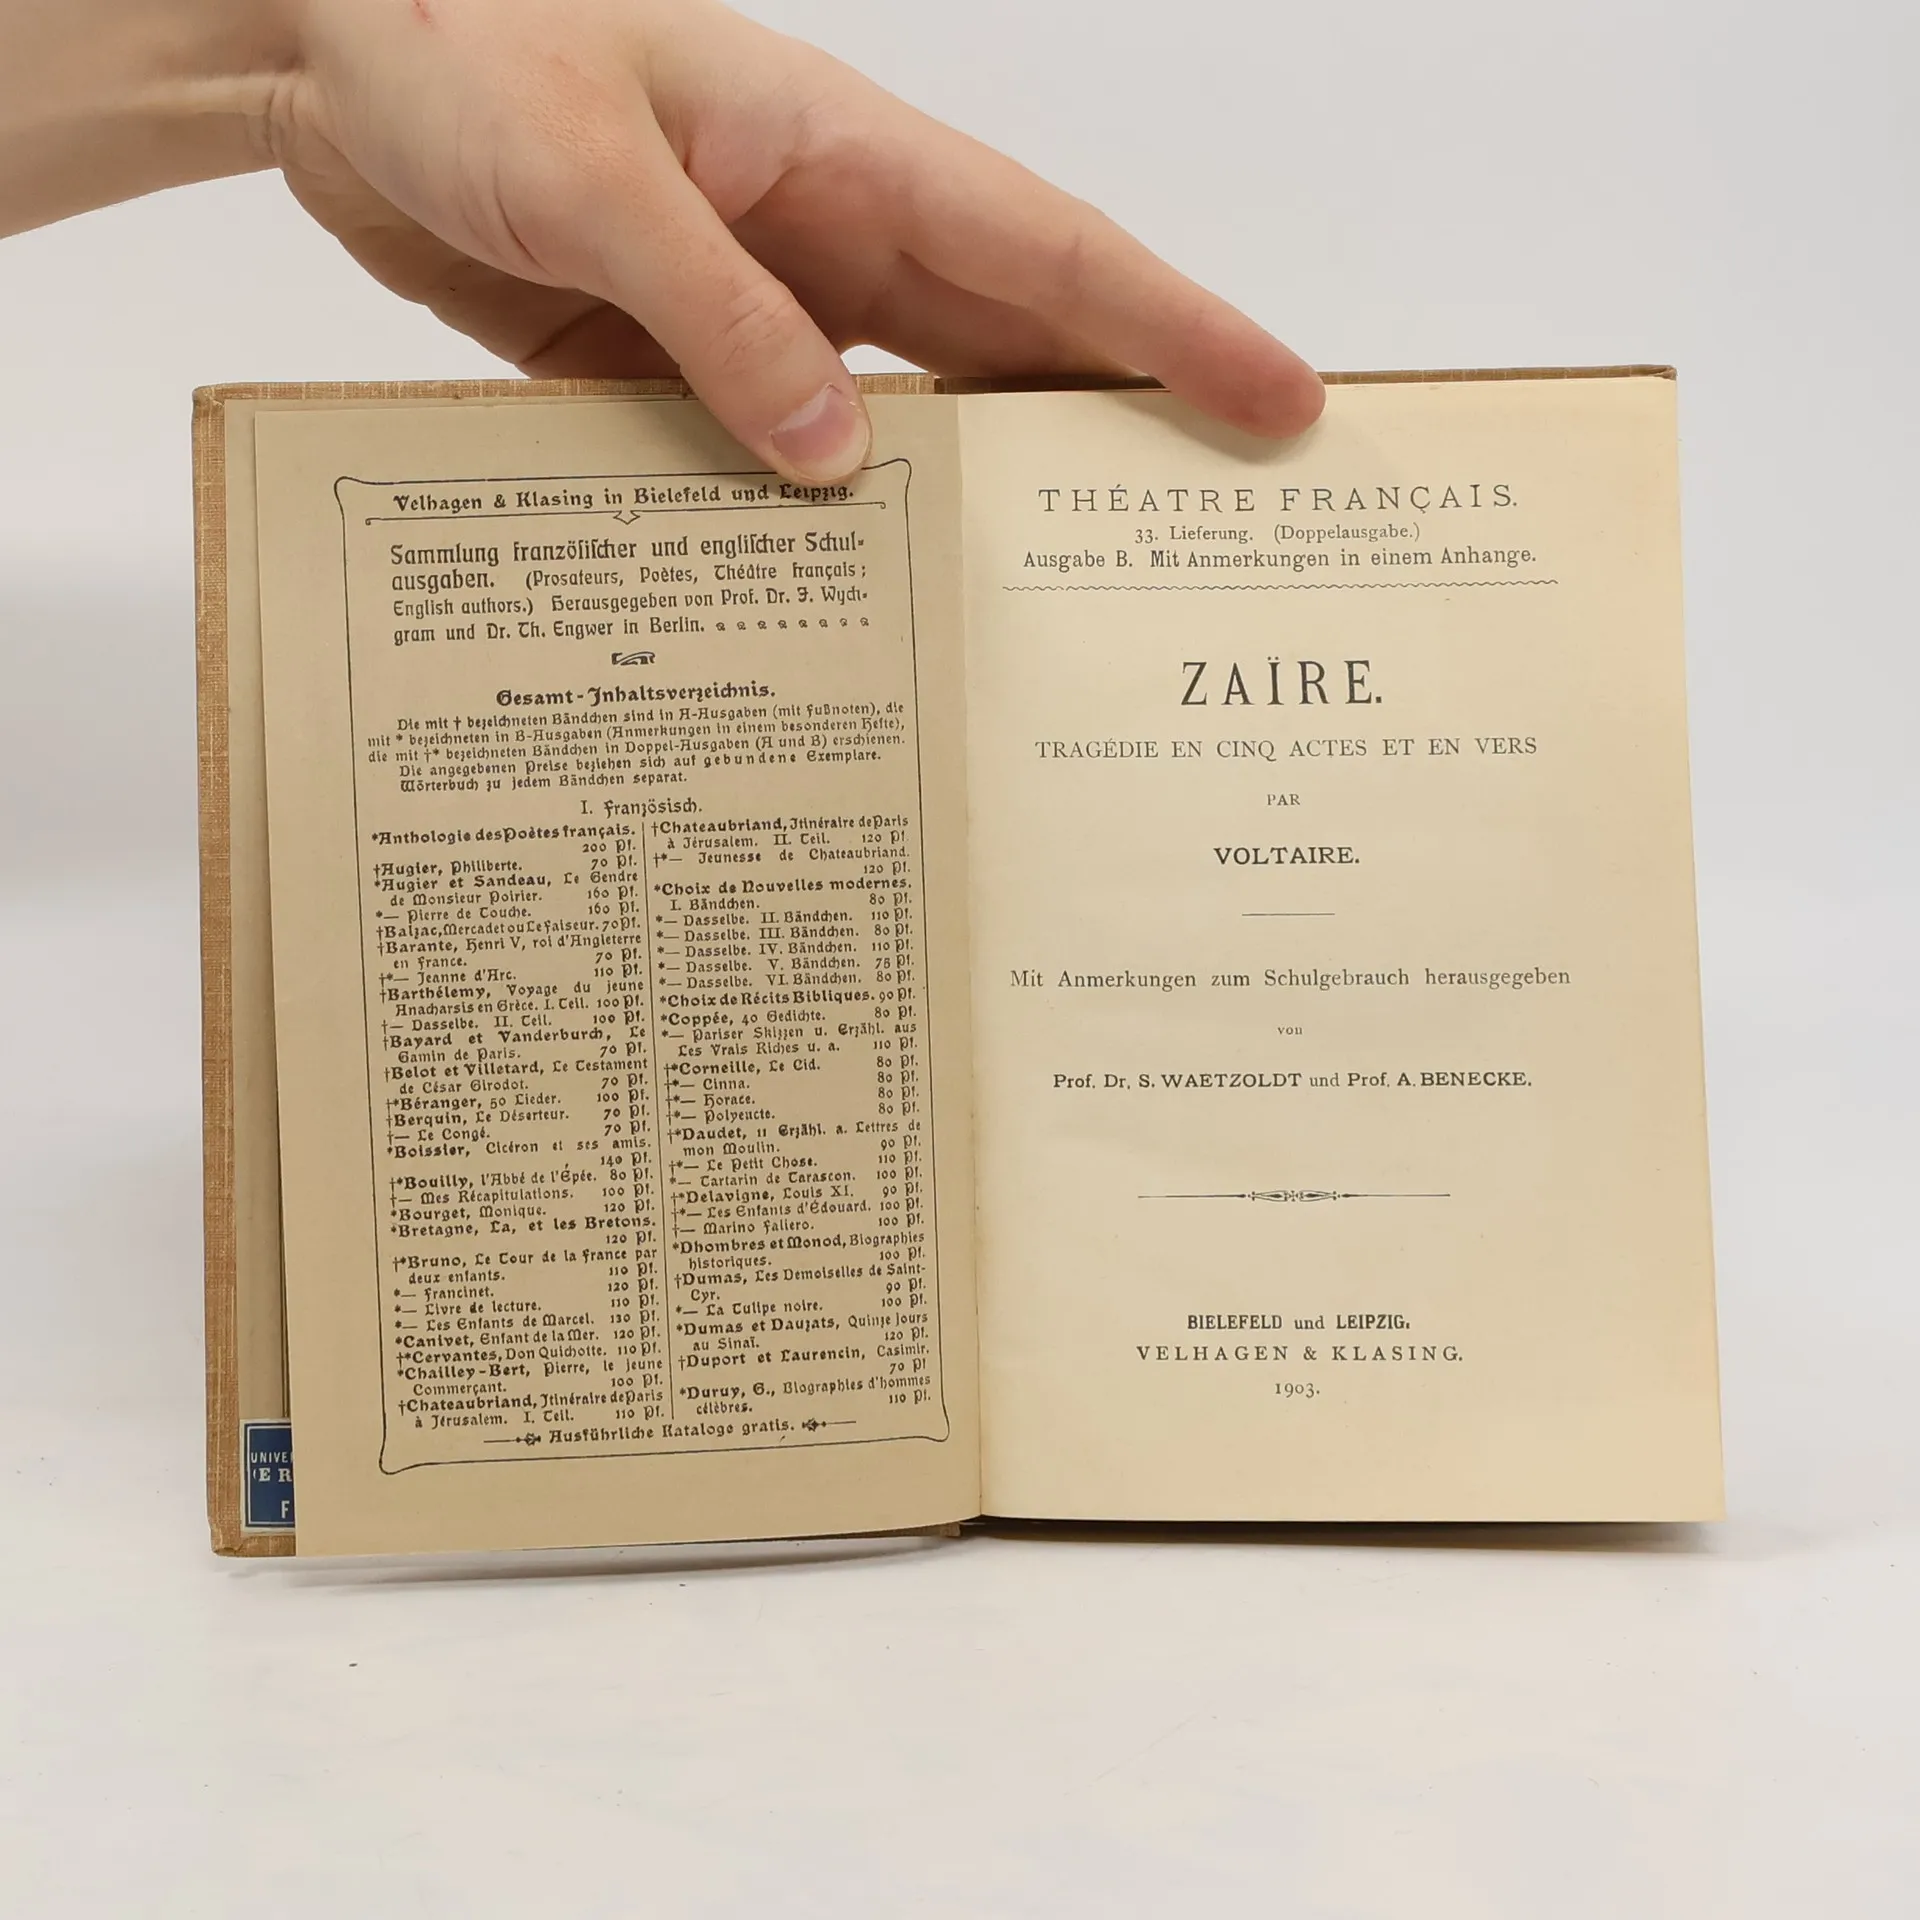 Velhagen & Klasing in Bielefeld und Leipzig.
Sammlung französischer und englischer Schul-
ausgaben. (Prosateurs, Poètes, Théâtre français;
English authors.) Herausgegeben von Prof. Dr. J. Wych-
gram und Dr. Th. Engwer in Berlin.
Gesamt-Inhaltsverzeichnis.
Die mit † bezeichneten Bändchen sind in A-Ausgaben (mit Fußnoten), die
mit * bezeichneten in B-Ausgaben (Anmerkungen in einem besonderen Hefte),
die mit †* bezeichneten Bändchen in Doppel-Ausgaben (A und B) erschienen.
Die angegebenen Preise beziehen sich auf gebundene Exemplare.
Wörterbuch zu jedem Bändchen separat.
I. Französisch.
*Anthologie des Poètes français.
200 Pf.
†Augier, Philiberte. 70 Pf.
*Augier et Sandeau, Le Gendre
de Monsieur Poirier. 160 Pf.
*— Pierre de Touche. 160 Pf.
†Balzac, Mercadet ou Le Faiseur. 70 Pf.
†Barante, Henri V, roi d'Angleterre
en France. 70 Pf.
†*— Jeanne d'Arc. 110 Pf.
†Barthélemy, Voyage du jeune
Anacharsis en Grèce. I. Teil. 100 Pf.
†— Dasselbe. II. Teil. 100 Pf.
†Bayard et Vanderburch, Le
Gamin de Paris. 70 Pf.
†Belot et Villetard, Le Testament
de César Girodot. 70 Pf.
†*Béranger, 50 Lieder. 100 Pf.
†Berquin, Le Déserteur. 70 Pf.
†— Le Congé. 70 Pf.
*Boissier, Cicéron et ses amis.
140 Pf.
†*Bouilly, l'Abbé de l'Épée. 80 Pf.
†— Mes Récapitulations. 100 Pf.
*Bourget, Monique. 120 Pf.
*Bretagne, La, et les Bretons.
120 Pf.
†*Bruno, Le Tour de la France par
deux enfants. 110 Pf.
*— Francinet. 120 Pf.
*— Livre de lecture. 110 Pf.
*— Les Enfants de Marcel. 130 Pf.
*Canivet, Enfant de la Mer. 120 Pf.
†*Cervantes, Don Quichotte. 110 Pf.
*Chailley-Bert, Pierre, le jeune
Commerçant. 100 Pf.
†Chateaubriand, Itinéraire de Paris
à Jérusalem. I. Teil. 110 Pf.
†Chateaubriand, Itinéraire de Paris
à Jérusalem. II. Teil. 120 Pf.
†*— Jeunesse de Chateaubriand.
120 Pf.
*Choix de Nouvelles modernes.
I. Bändchen. 80 Pf.
*— Dasselbe. II. Bändchen. 110 Pf.
*— Dasselbe. III. Bändchen. 80 Pf.
*— Dasselbe. IV. Bändchen. 110 Pf.
*— Dasselbe. V. Bändchen. 75 Pf.
*— Dasselbe. VI. Bändchen. 80 Pf.
*Choix de Récits Bibliques. 90 Pf.
*Coppée, 40 Gedichte. 80 Pf.
*— Pariser Skizzen u. Erzähl. aus
Les Vrais Riches u. a. 110 Pf.
†*Corneille, Le Cid. 80 Pf.
†*— Cinna. 80 Pf.
†*— Horace. 80 Pf.
†*— Polyeucte. 80 Pf.
†*Daudet, 11 Erzähl. a. Lettres de
mon Moulin. 90 Pf.
†*— Le Petit Chose. 110 Pf.
*— Tartarin de Tarascon. 100 Pf.
†*Delavigne, Louis XI. 90 Pf.
†*— Les Enfants d'Édouard. 100 Pf.
†— Marino Faliero. 100 Pf.
*Dhombres et Monod, Biographies
historiques. 100 Pf.
†Dumas, Les Demoiselles de Saint-
Cyr. 90 Pf.
*— La Tulipe noire. 100 Pf.
*Dumas et Dauzats, Quinze Jours
au Sinaï. 120 Pf.
†Duport et Laurencin, Casimir.
70 Pf
*Duruy, G., Biographies d'hommes
célèbres. 110 Pf.
Ausführliche Kataloge gratis.
UNIVE
ER
F
THÉATRE FRANÇAIS.
33. Lieferung. (Doppelausgabe.)
Ausgabe B. Mit Anmerkungen in einem Anhange.
ZAÏRE.
TRAGÉDIE EN CINQ ACTES ET EN VERS
PAR
VOLTAIRE.
Mit Anmerkungen zum Schulgebrauch herausgegeben
von
Prof. Dr. S. WAETZOLDT und Prof. A. BENECKE.
BIELEFELD und LEIPZIG.
VELHAGEN & KLASING.
1903.